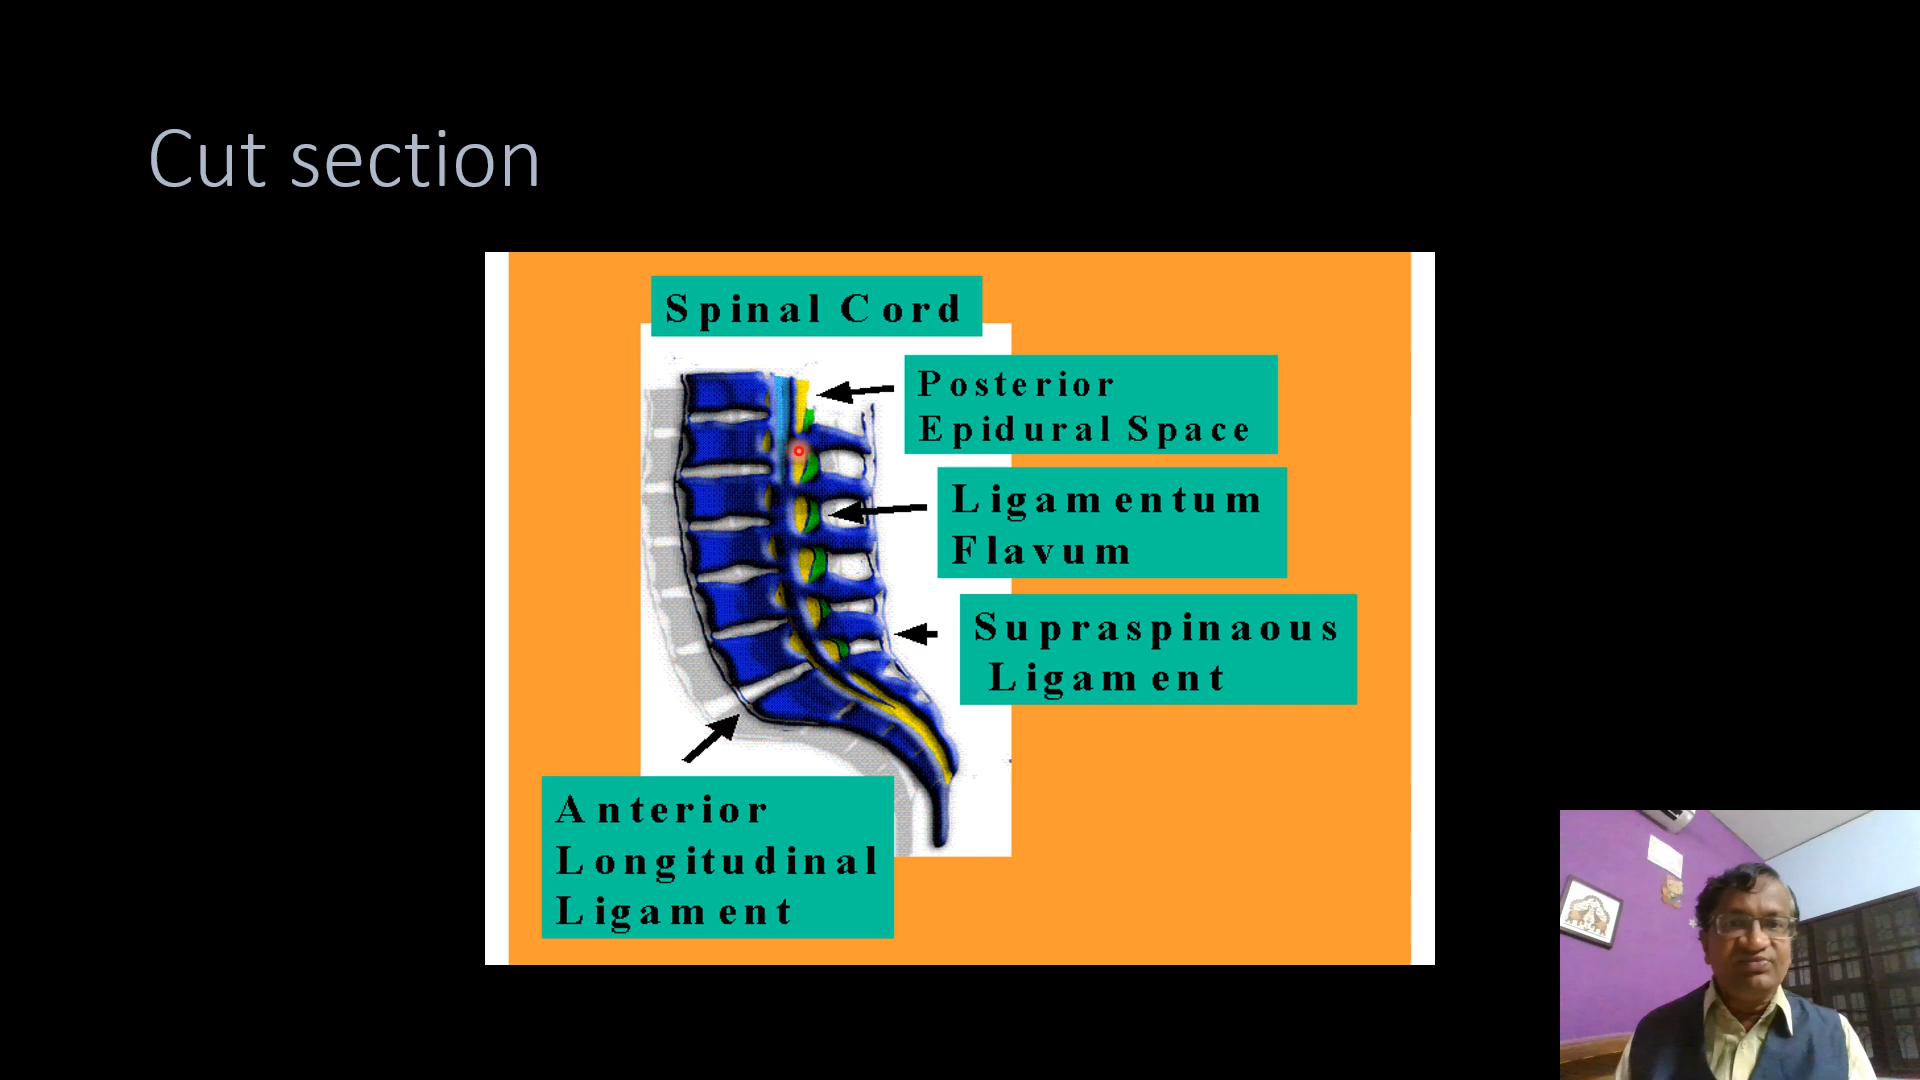 Cut section
Spinal Cord
Posterior
Epidural Space
Ligamentum
Flavum
Supraspinaous
Ligament
Anterior
Longitudinal
Ligament